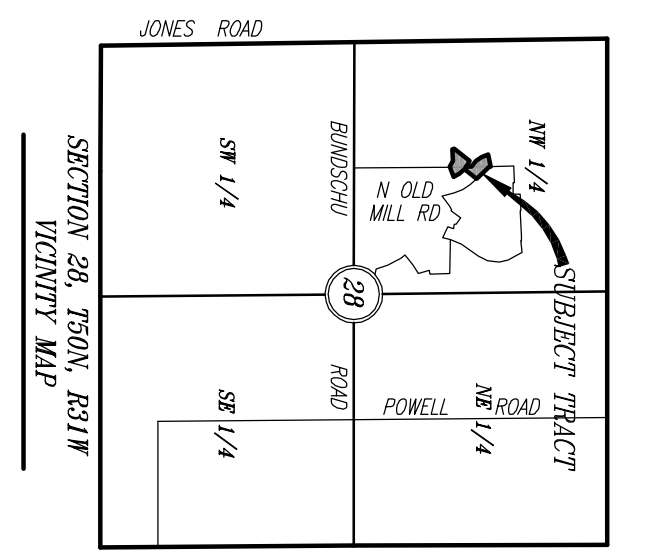 JONES ROAD
SW 1/4
BUNDSCHU
N OLD
MILL RD
NW 1/4
28
SUBJECT TRACT
SE 1/4
ROAD
POWELL ROAD
NE 1/4
SECTION 28, T50N, R31W
VICINITY MAP